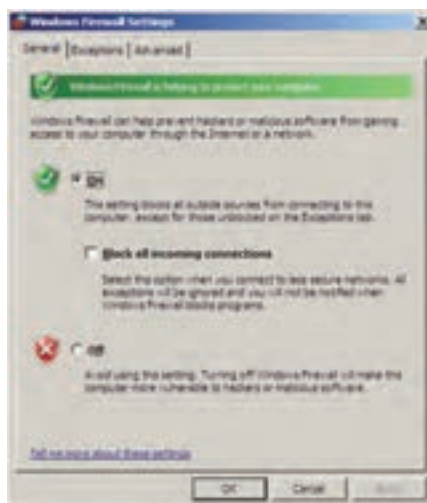 Windows Firewall Settings
General Exceptions Advanced
Windows Firewall is helping to protect your computer
Windows Firewall can help prevent hackers or malicious software from gaining
access to your computer through the Internet or a network.
On
This setting blocks all outside sources from connecting to this
computer, except for those unblocked on the Exceptions tab.
Block all incoming connections
Select this option when you connect to less secure networks. All
exceptions will be ignored and you will not be notified when
Windows Firewall blocks programs.
Off
Avoid using this setting. Turning off Windows Firewall will make this
computer more vulnerable to hackers or malicious software.
Tell me more about these settings
OK Cancel